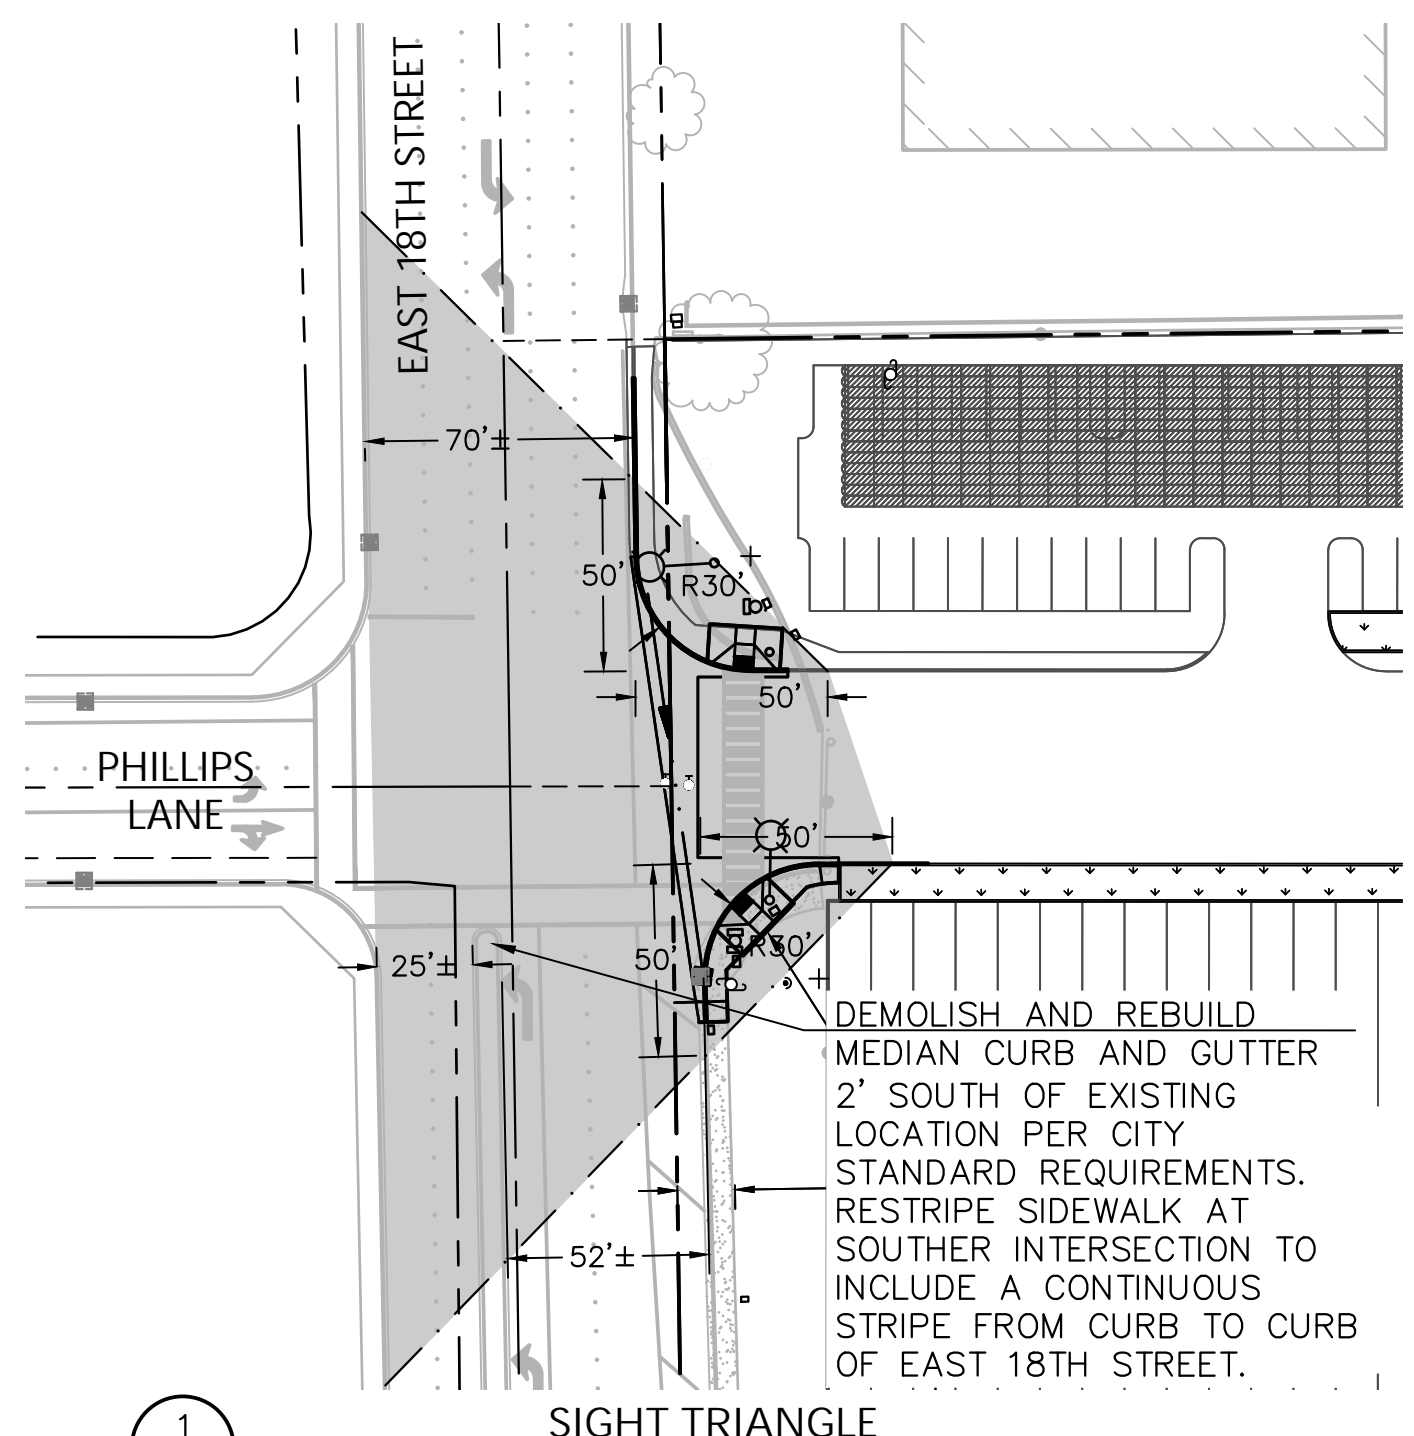 EAST 18TH STREET
70'±
50'
R30'
50'
PHILLIPS
LANE
50'
50'
R30'
25'±
DEMOLISH AND REBUILD
MEDIAN CURB AND GUTTER
2' SOUTH OF EXISTING
LOCATION PER CITY
STANDARD REQUIREMENTS.
RESTRIPE SIDEWALK AT
SOUTHER INTERSECTION TO
INCLUDE A CONTINUOUS
STRIPE FROM CURB TO CURB
OF EAST 18TH STREET.
52'±
1
SIGHT TRIANGLE